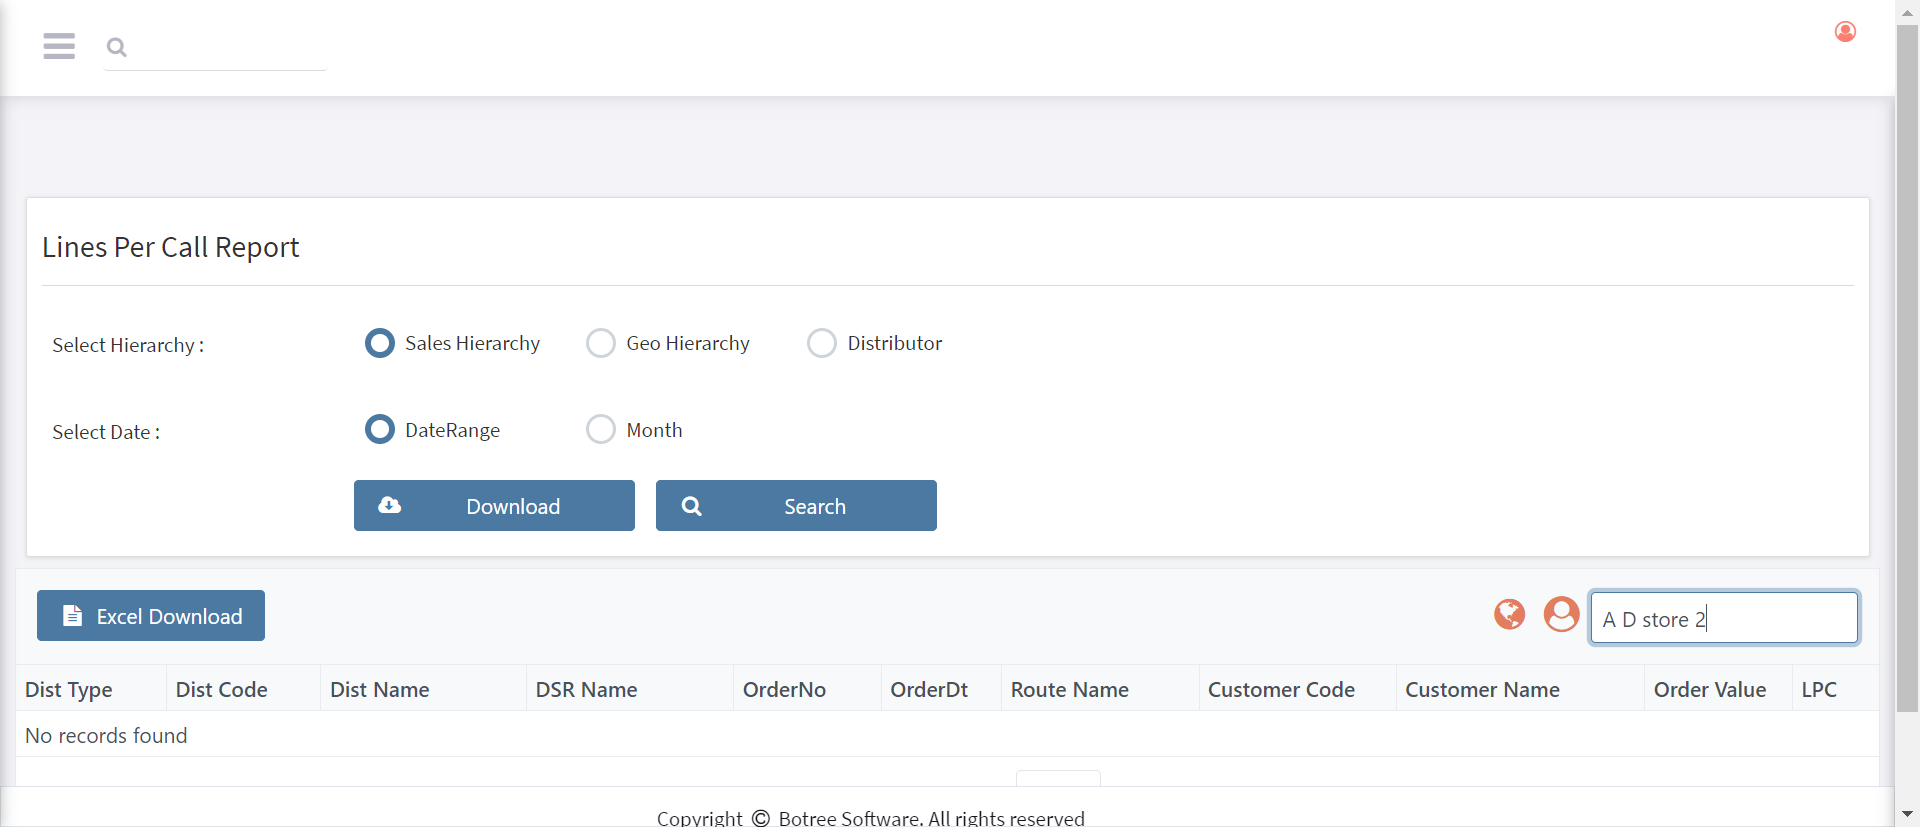 Lines Per Call Report
Select Hierarchy :
Sales Hierarchy
Geo Hierarchy
Distributor
Select Date :
DateRange
Month
Download
Search
Excel Download
A D store 2
Dist Type
Dist Code
Dist Name
DSR Name
OrderNo
OrderDt
Route Name
Customer Code
Customer Name
Order Value
LPC
No records found
Copyright © Botree Software. All rights reserved